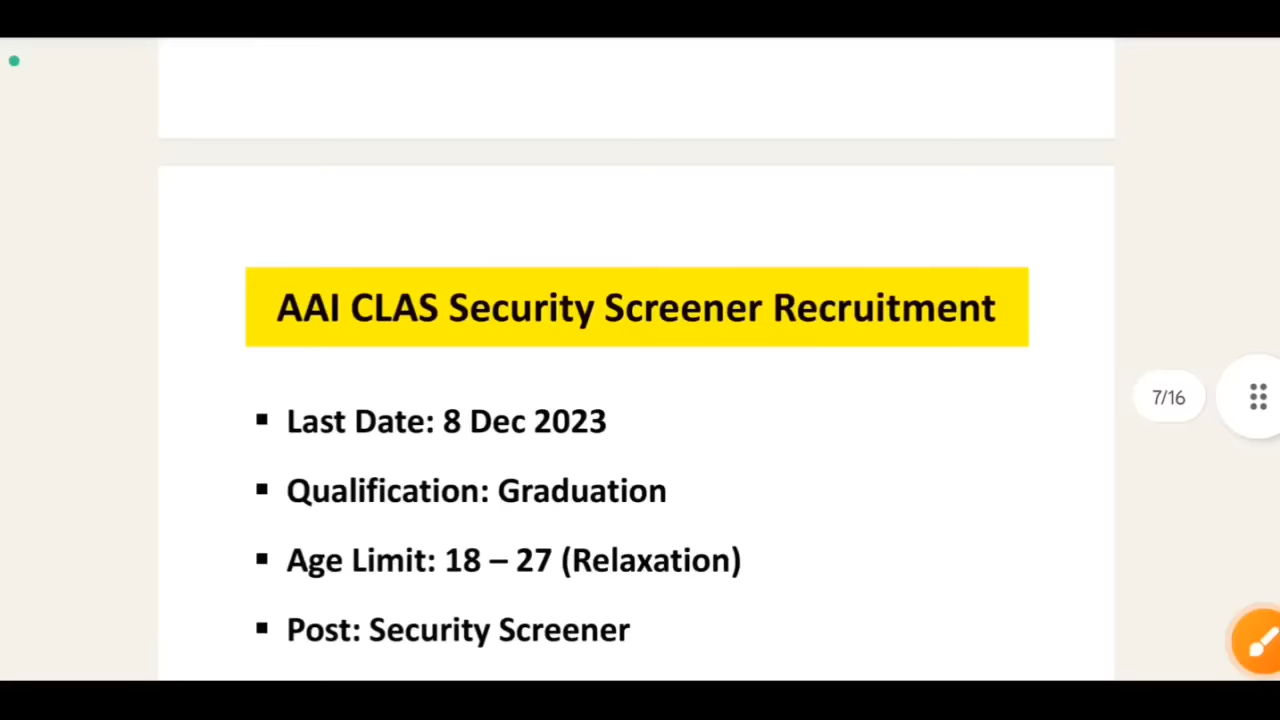 AAI CLAS Security Screener Recruitment
▪ Last Date: 8 Dec 2023
▪ Qualification: Graduation
7/16
▪ Age Limit: 18 – 27 (Relaxation)
▪ Post: Security Screener